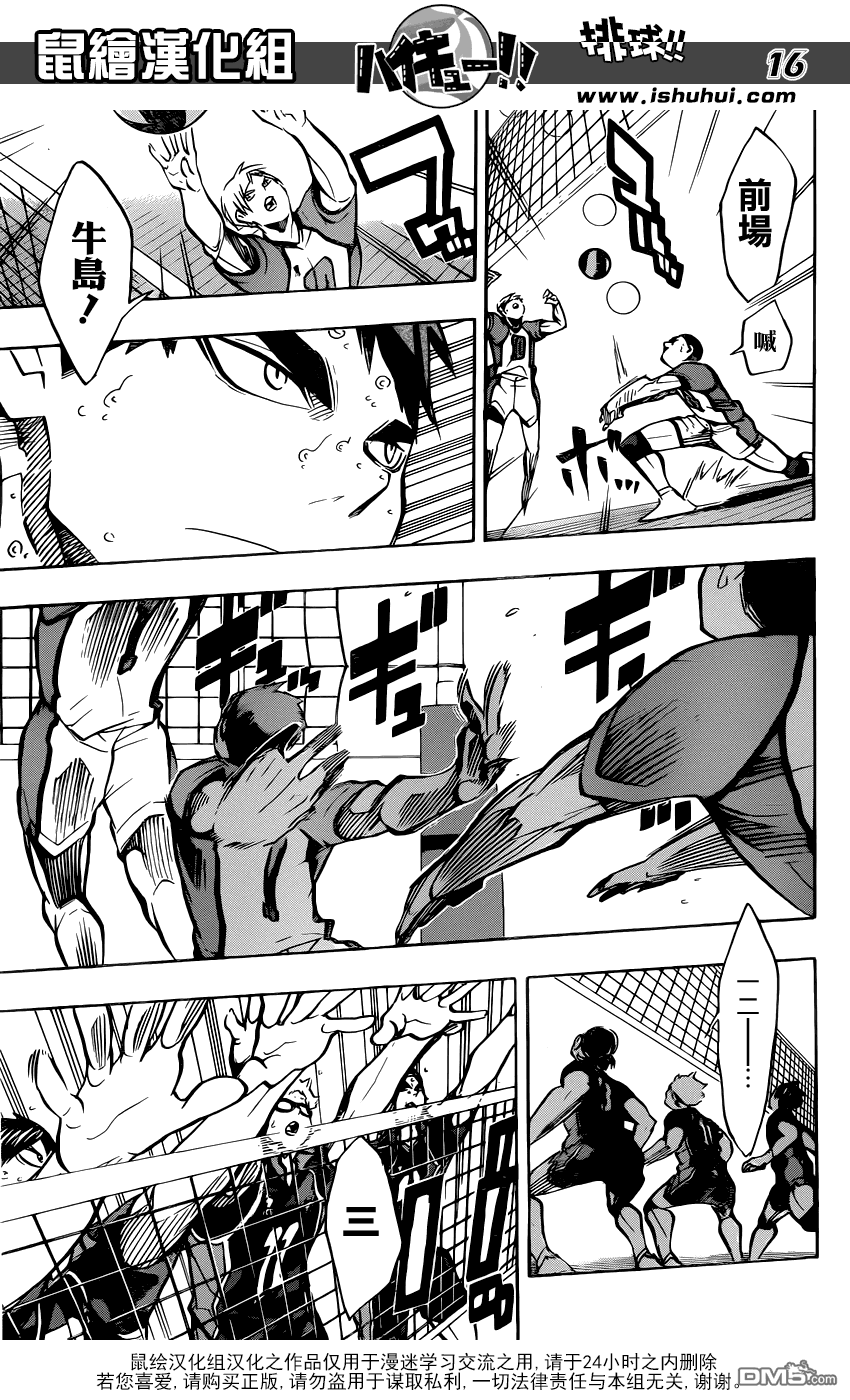 鼠繪漢化組
ハイキュー!!
排球!!
16
www.ishuhui.com
前場
喊
ボッ
牛島！
ギュッ
ギュ
ギ
一二——…
三
鼠绘汉化组汉化之作品仅用于漫迷学习交流之用,请于24小时之内删除
若您喜爱,请购买正版,请勿盗用于谋取私利,一切法律责任与本组无关,谢谢。
DM5.com